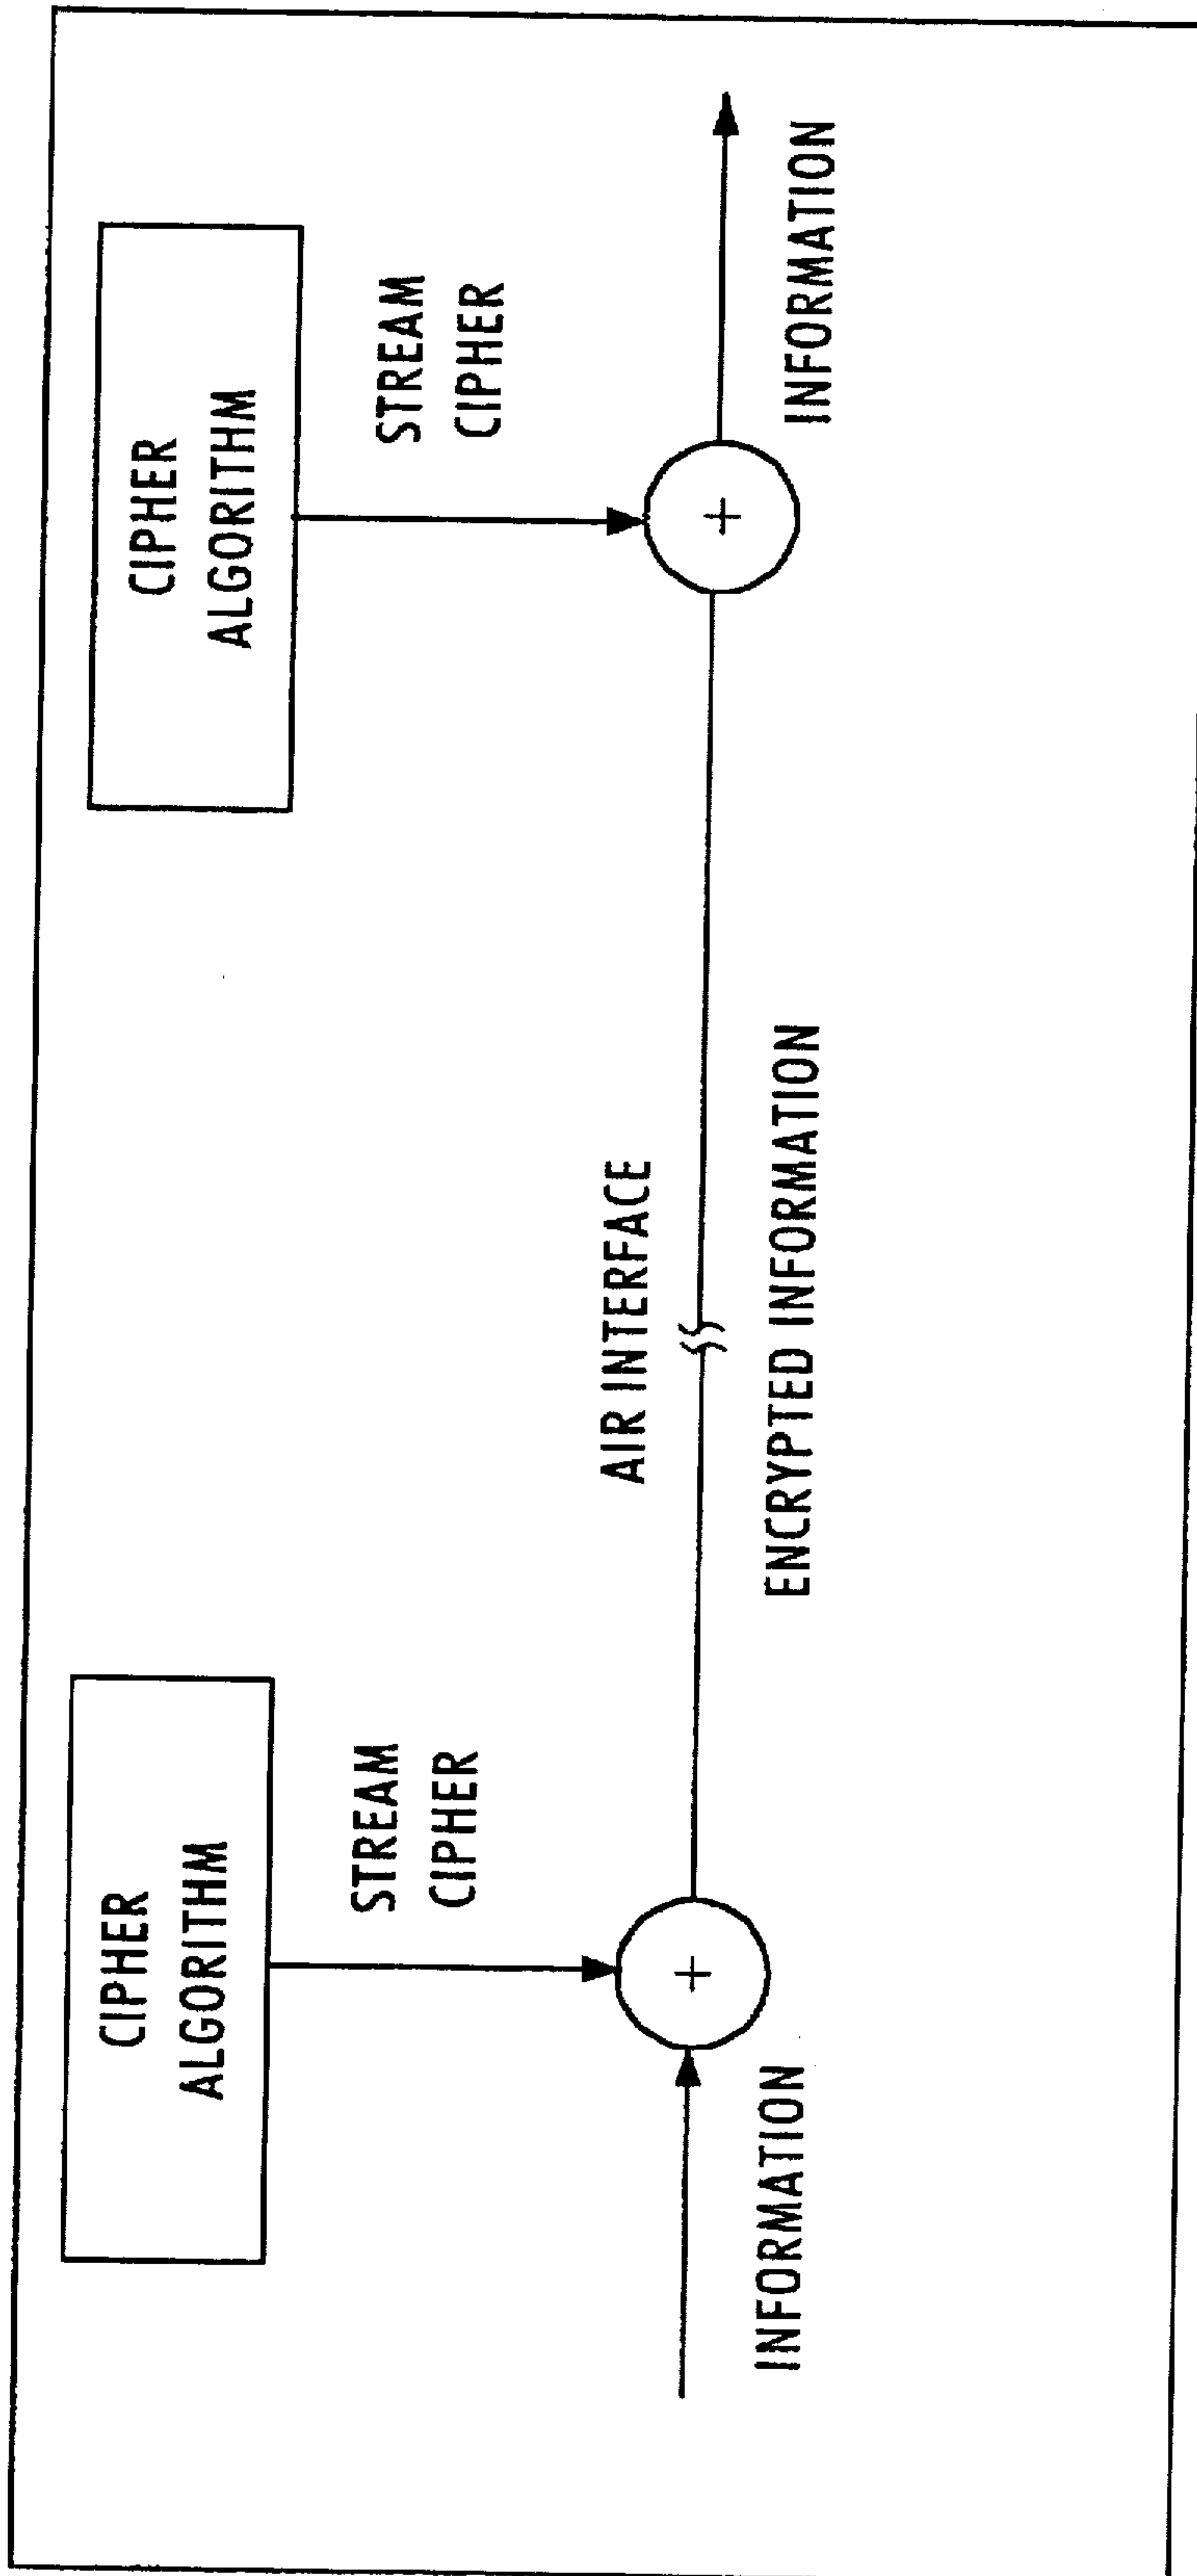 CIPHER
ALGORITHM
STREAM
CIPHER
INFORMATION
AIR INTERFACE
ENCRYPTED INFORMATION
CIPHER
ALGORITHM
STREAM
CIPHER
INFORMATION